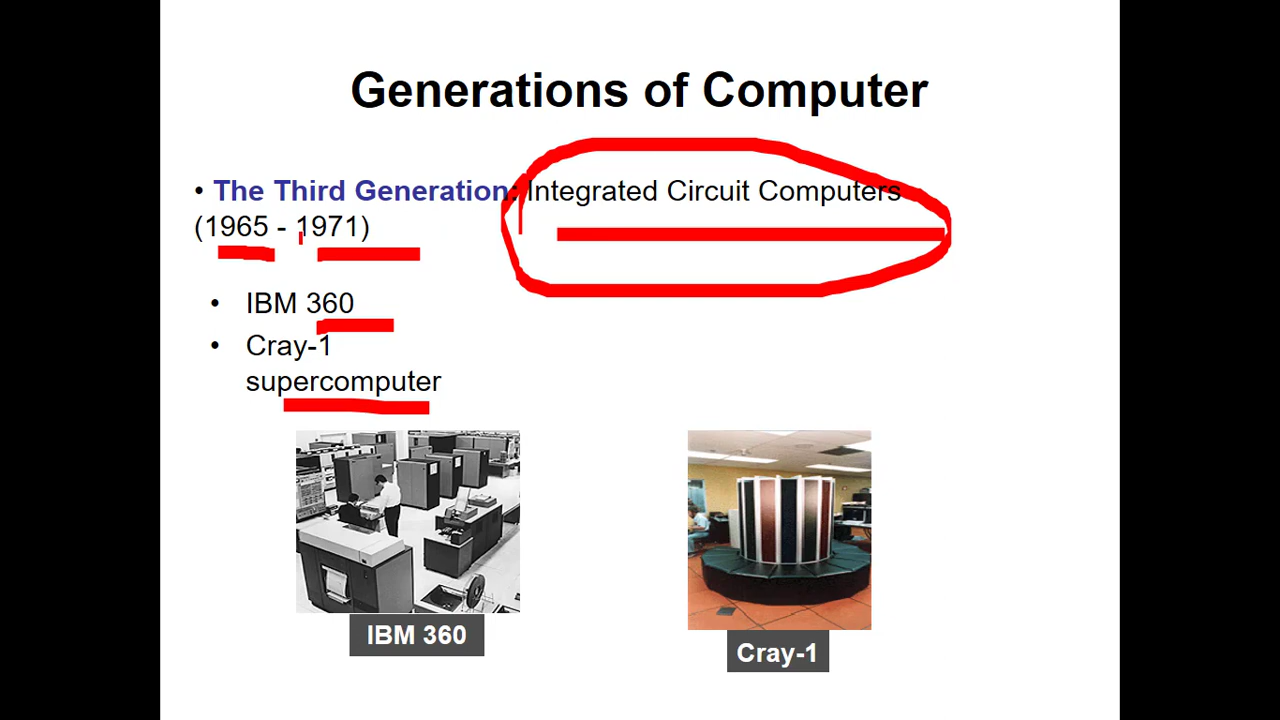 Generations of Computer
• The Third Generation: Integrated Circuit Computers
(1965 - 1971)
• IBM 360
• Cray-1
supercomputer
IBM 360
Cray-1